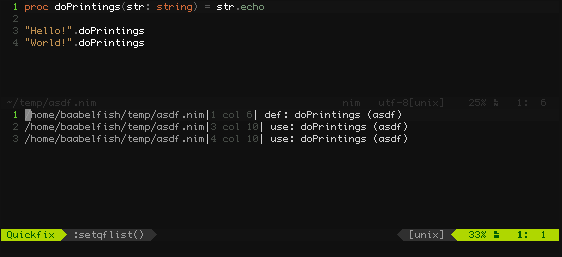 1 proc doPrintings(str: string) = str.echo
2
3 "Hello!".doPrintings
4 "World!".doPrintings
~/temp/asdf.nim nim utf-8[unix] 25% 1: 6
1 /home/baabelfish/temp/asdf.nim|1 col 6| def: doPrintings (asdf)
2 /home/baabelfish/temp/asdf.nim|3 col 10| use: doPrintings (asdf)
3 /home/baabelfish/temp/asdf.nim|4 col 10| use: doPrintings (asdf)
Quickfix :setqflist() [unix] 33% 1: 1